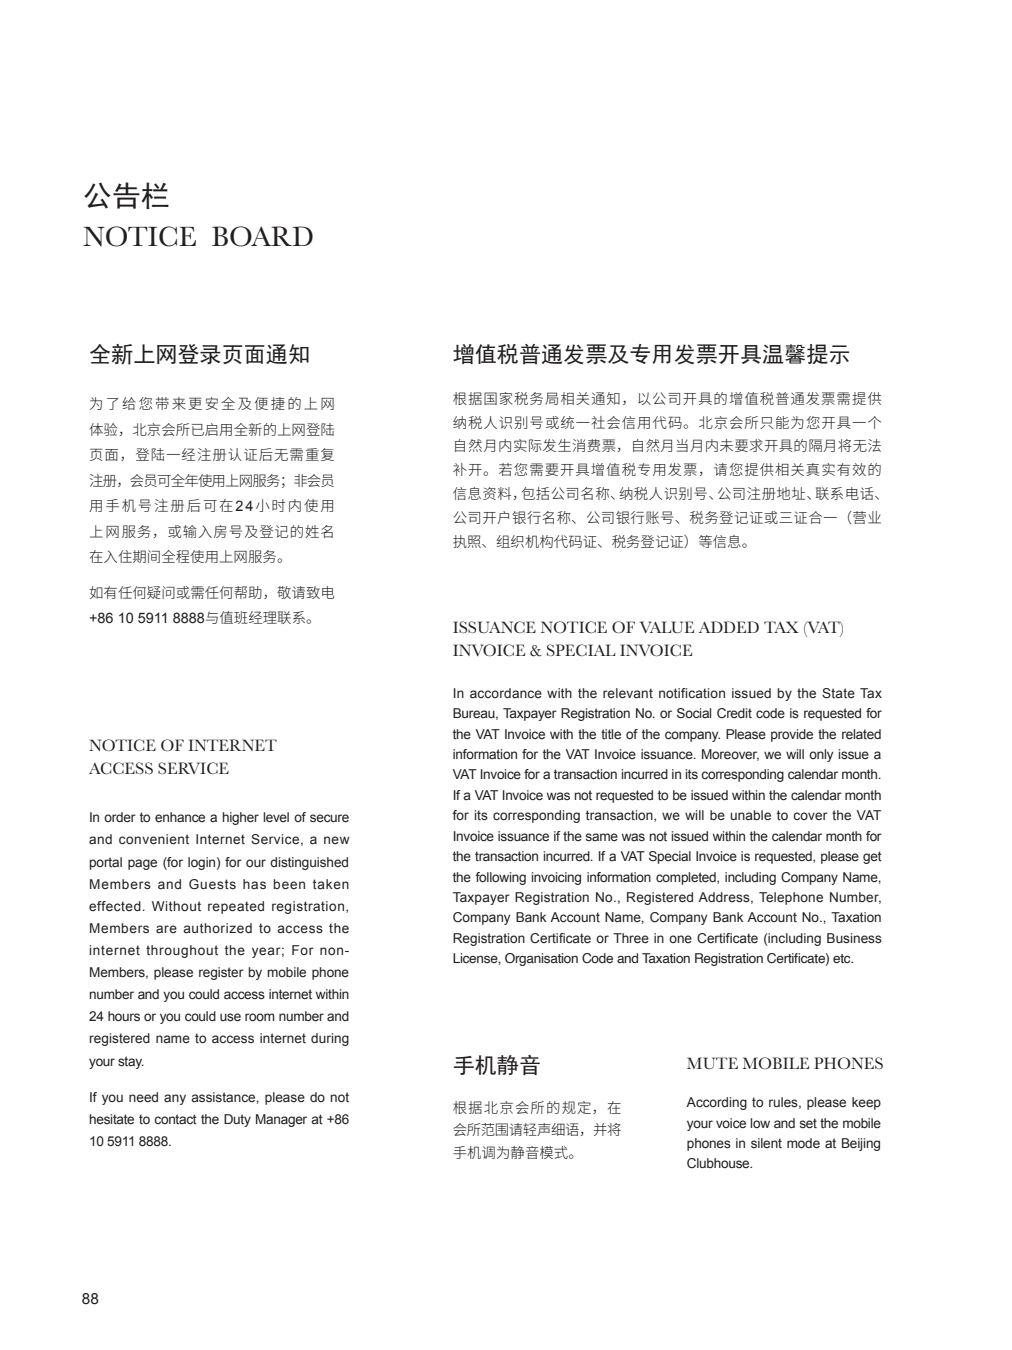 公告栏
NOTICE BOARD
全新上网登录页面通知
为了给您带来更安全及便捷的上网
体验，北京会所已启用全新的上网登陆
页面，登陆一经注册认证后无需重复
注册，会员可全年使用上网服务；非会员
用手机号注册后可在24小时内使用
上网服务，或输入房号及登记的姓名
在入住期间全程使用上网服务。
如有任何疑问或需任何帮助，敬请致电
+86 10 5911 8888与值班经理联系。
NOTICE OF INTERNET
ACCESS SERVICE
In order to enhance a higher level of secure
and convenient Internet Service, a new
portal page (for login) for our distinguished
Members and Guests has been taken
effected. Without repeated registration,
Members are authorized to access the
internet throughout the year; For non-
Members, please register by mobile phone
number and you could access internet within
24 hours or you could use room number and
registered name to access internet during
your stay.
If you need any assistance, please do not
hesitate to contact the Duty Manager at +86
10 5911 8888.
增值税普通发票及专用发票开具温馨提示
根据国家税务局相关通知，以公司开具的增值税普通发票需提供
纳税人识别号或统一社会信用代码。北京会所只能为您开具一个
自然月内实际发生消费票，自然月当月内未要求开具的隔月将无法
补开。若您需要开具增值税专用发票，请您提供相关真实有效的
信息资料，包括公司名称、纳税人识别号、公司注册地址、联系电话、
公司开户银行名称、公司银行账号、税务登记证或三证合一（营业
执照、组织机构代码证、税务登记证）等信息。
ISSUANCE NOTICE OF VALUE ADDED TAX (VAT)
INVOICE & SPECIAL INVOICE
In accordance with the relevant notification issued by the State Tax
Bureau, Taxpayer Registration No. or Social Credit code is requested for
the VAT Invoice with the title of the company. Please provide the related
information for the VAT Invoice issuance. Moreover, we will only issue a
VAT Invoice for a transaction incurred in its corresponding calendar month.
If a VAT Invoice was not requested to be issued within the calendar month
for its corresponding transaction, we will be unable to cover the VAT
Invoice issuance if the same was not issued within the calendar month for
the transaction incurred. If a VAT Special Invoice is requested, please get
the following invoicing information completed, including Company Name,
Taxpayer Registration No., Registered Address, Telephone Number,
Company Bank Account Name, Company Bank Account No., Taxation
Registration Certificate or Three in one Certificate (including Business
License, Organisation Code and Taxation Registration Certificate) etc.
手机静音
根据北京会所的规定，在
会所范围请轻声细语，并将
手机调为静音模式。
MUTE MOBILE PHONES
According to rules, please keep
your voice low and set the mobile
phones in silent mode at Beijing
Clubhouse.
88